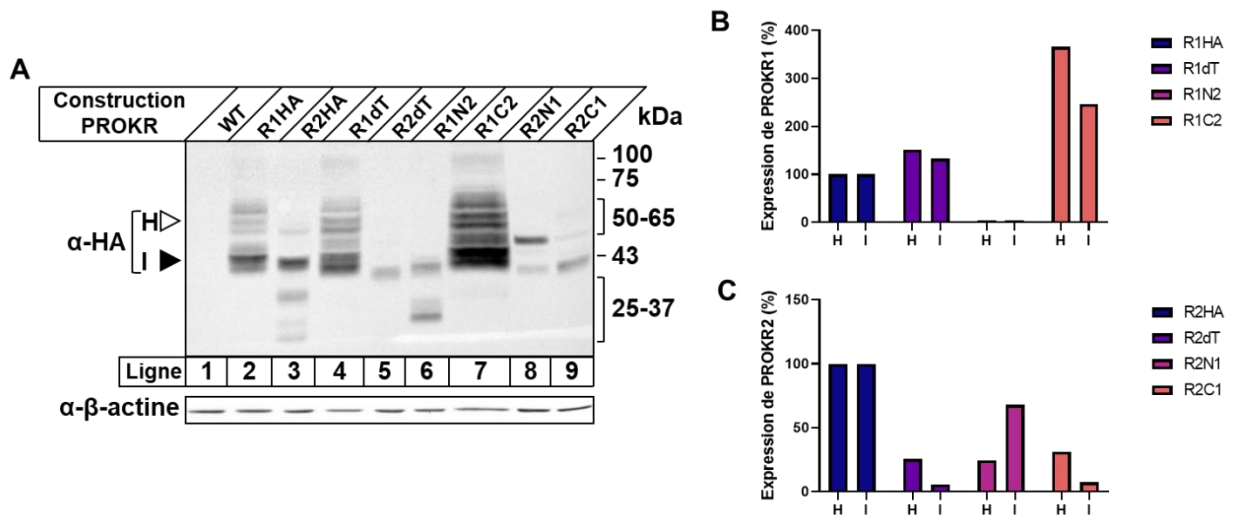 A
Construction
PROKR
WT
R1HA
R2HA
R1dT
R2dT
R1N2
R1C2
R2N1
R2C1
kDa
100
75
50-65
43
25-37
α-HA
H
I
Ligne 1 2 3 4 5 6 7 8 9
α-β-actine
B
Expression de PROKR1 (%)
400
300
200
100
0
H I H I H I H I
R1HA
R1dT
R1N2
R1C2
C
Expression de PROKR2 (%)
150
100
50
0
H I H I H I H I
R2HA
R2dT
R2N1
R2C1